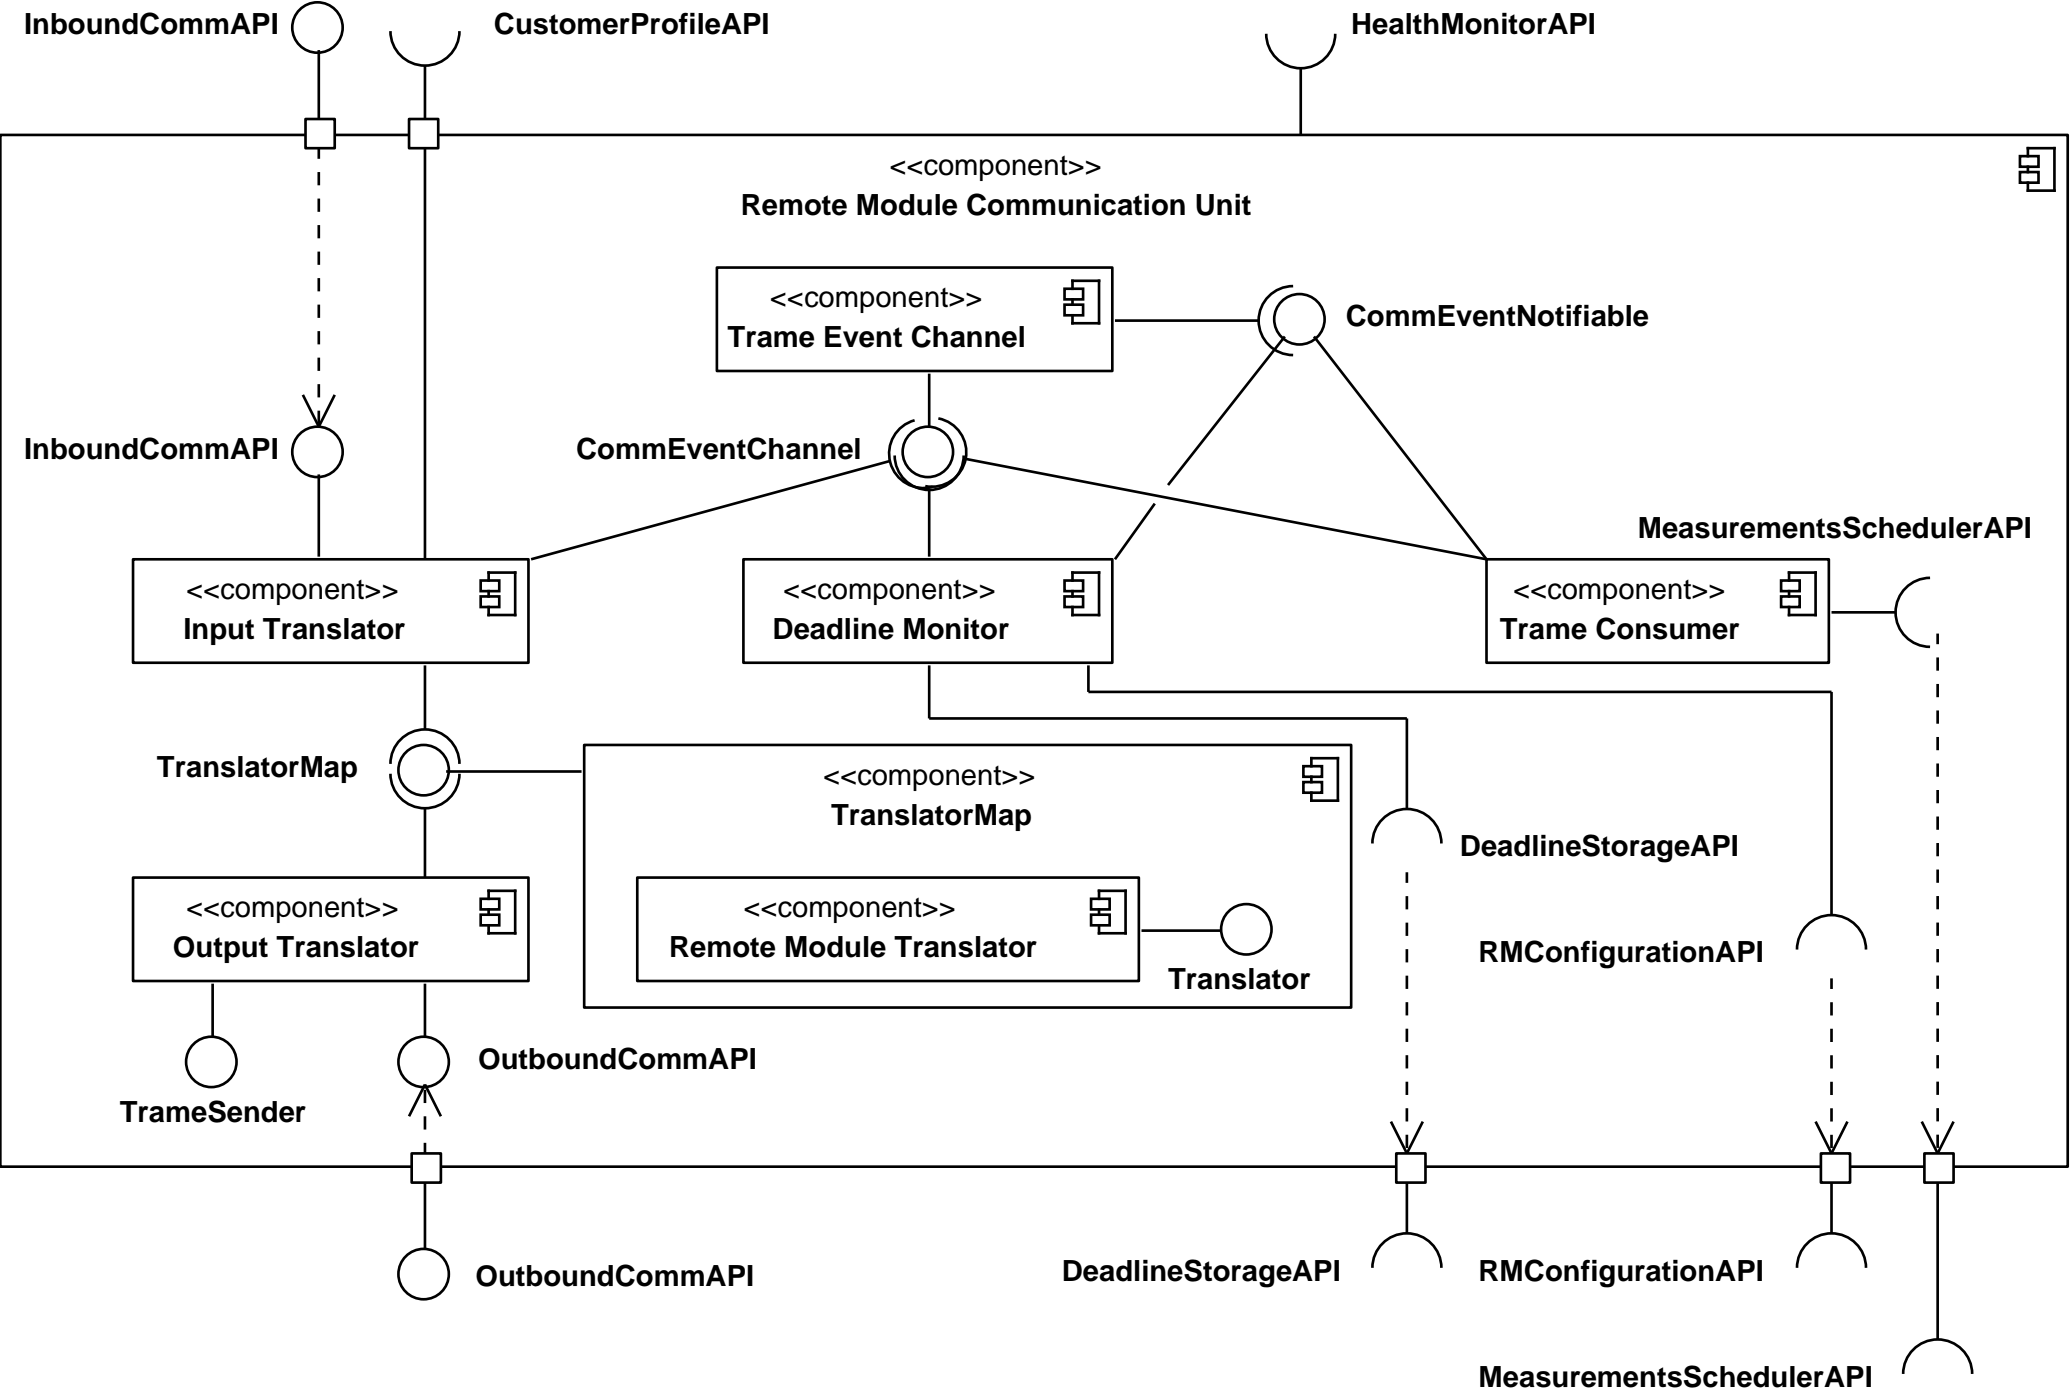 InboundCommAPI
CustomerProfileAPI
HealthMonitorAPI
<<component>>
Remote Module Communication Unit
<<component>>
Trame Event Channel
CommEventNotifiable
InboundCommAPI
CommEventChannel
MeasurementsSchedulerAPI
<<component>>
Input Translator
<<component>>
Deadline Monitor
<<component>>
Trame Consumer
TranslatorMap
<<component>>
TranslatorMap
DeadlineStorageAPI
<<component>>
Output Translator
<<component>>
Remote Module Translator
Translator
RMConfigurationAPI
OutboundCommAPI
TrameSender
OutboundCommAPI
DeadlineStorageAPI
RMConfigurationAPI
MeasurementsSchedulerAPI